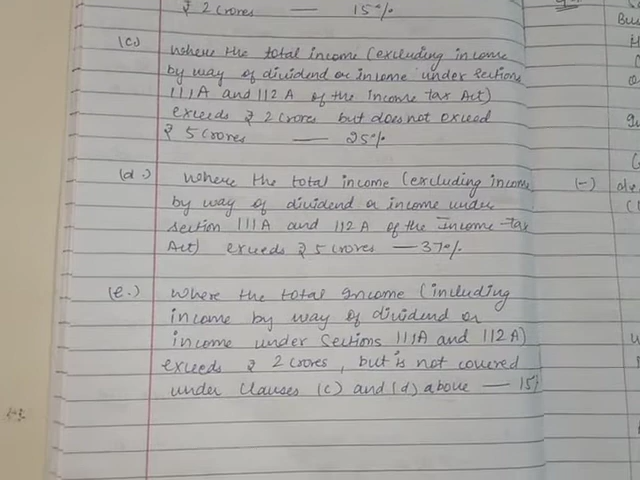 ₹ 2 crores — 15%
(c) Where the total income (excluding income
by way of dividend or income under sections
111A and 112A of the income tax Act)
exceeds ₹ 2 crores but does not exceed
₹ 5 crores — 25%
(d.) Where the total income (excluding income
by way of dividend or income under
section 111A and 112A of the Income-tax
Act) exceeds ₹ 5 crores — 37%
(e.) Where the total Income (including
income by way of dividend or
income under sections 111A and 112A)
exceeds ₹ 2 crores, but is not covered
under clauses (c) and (d) above — 15%
Bus
(-)